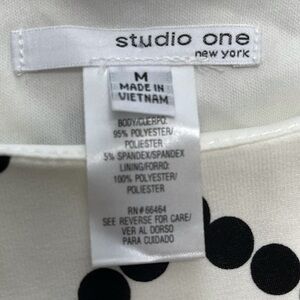 studio one
new york
M
MADE IN
VIETNAM
BODY/CUERPO:
95% POLYESTER/
POLIESTER
5% SPANDEX/SPANDEX
LINING/FORRO:
100% POLYESTER/
POLIESTER
RN#66464
SEE REVERSE FOR CARE/
VER AL DORSO
PARA CUIDADO